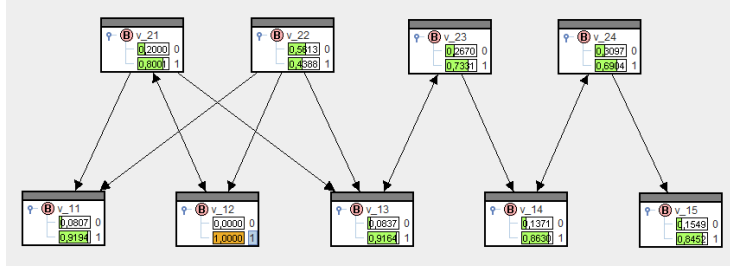 B v_21
0,2000 0
0,8001 1
B v_22
0,5613 0
0,4388 1
B v_23
0,2670 0
0,7331 1
B v_24
0,3097 0
0,6904 1
B v_11
0,0807 0
0,9194 1
B v_12
0,0000 0
1,0000 1
B v_13
0,0837 0
0,9164 1
B v_14
0,1371 0
0,8630 1
B v_15
0,1549 0
0,8452 1